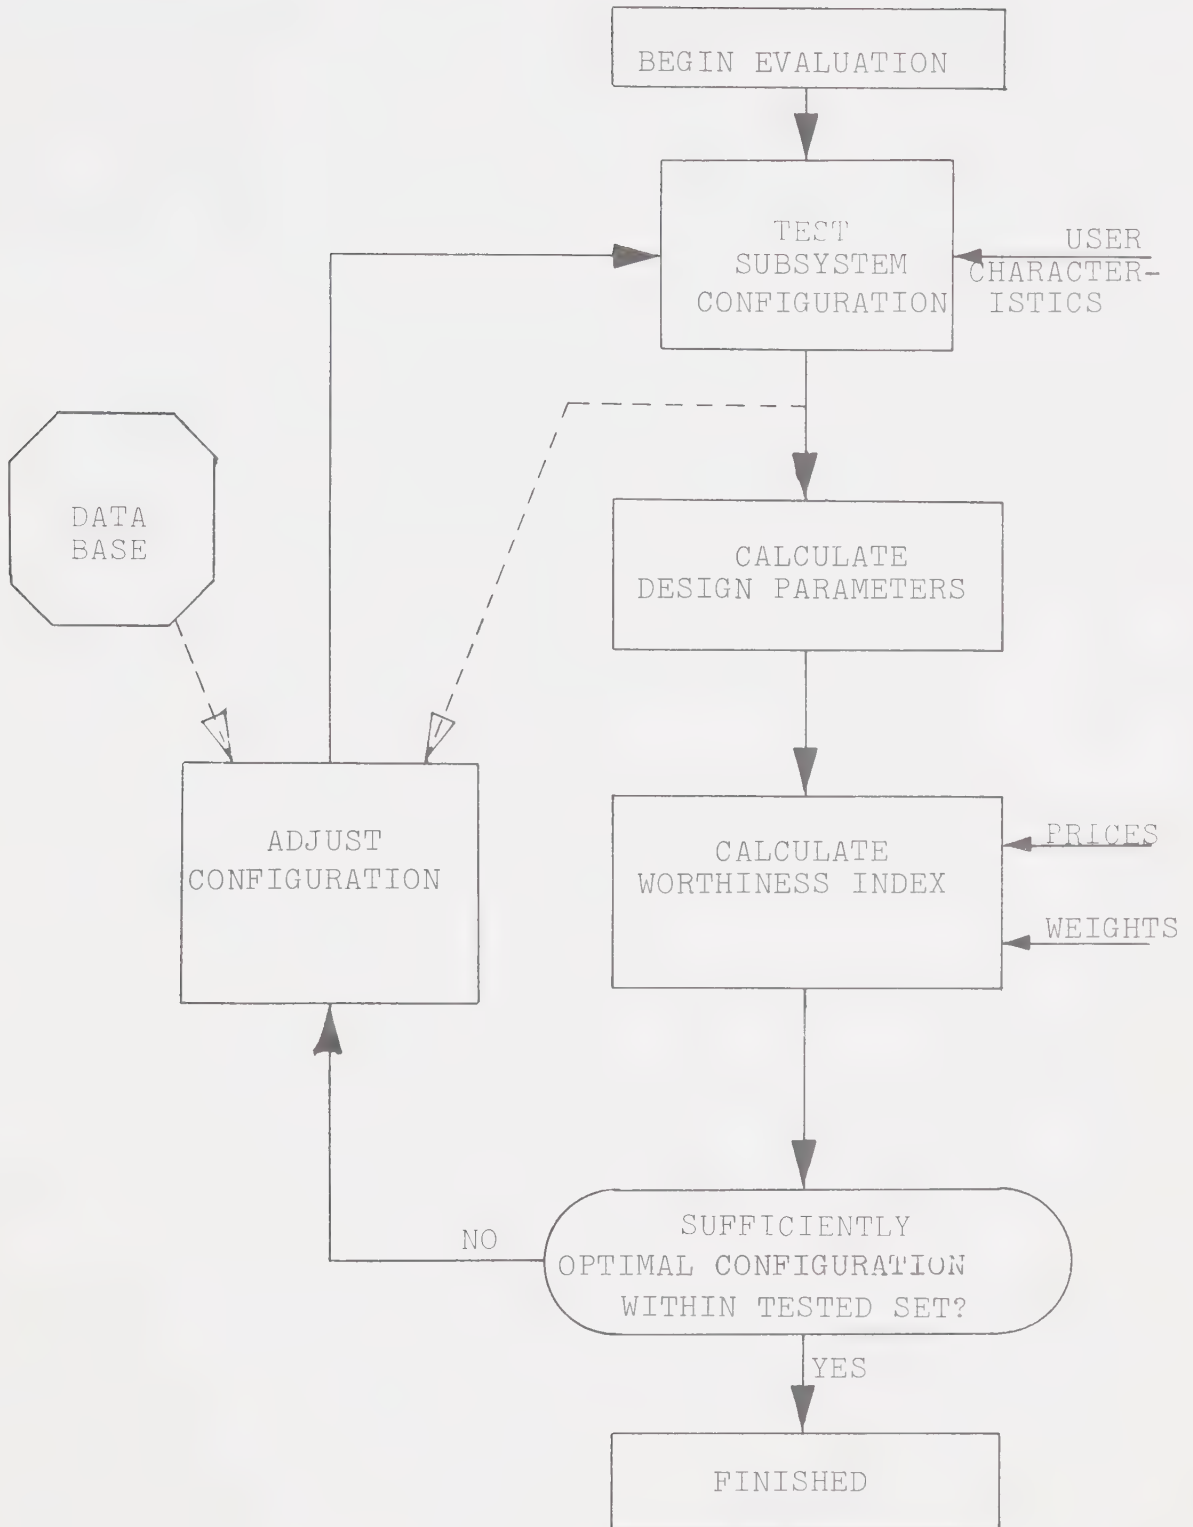 BEGIN EVALUATION
TEST
SUBSYSTEM
CONFIGURATION
USER
CHARACTER-
ISTICS
DATA
BASE
CALCULATE
DESIGN PARAMETERS
ADJUST
CONFIGURATION
CALCULATE
WORTHINESS INDEX
PRICES
WEIGHTS
NO
SUFFICIENTLY
OPTIMAL CONFIGURATION
WITHIN TESTED SET?
YES
FINISHED